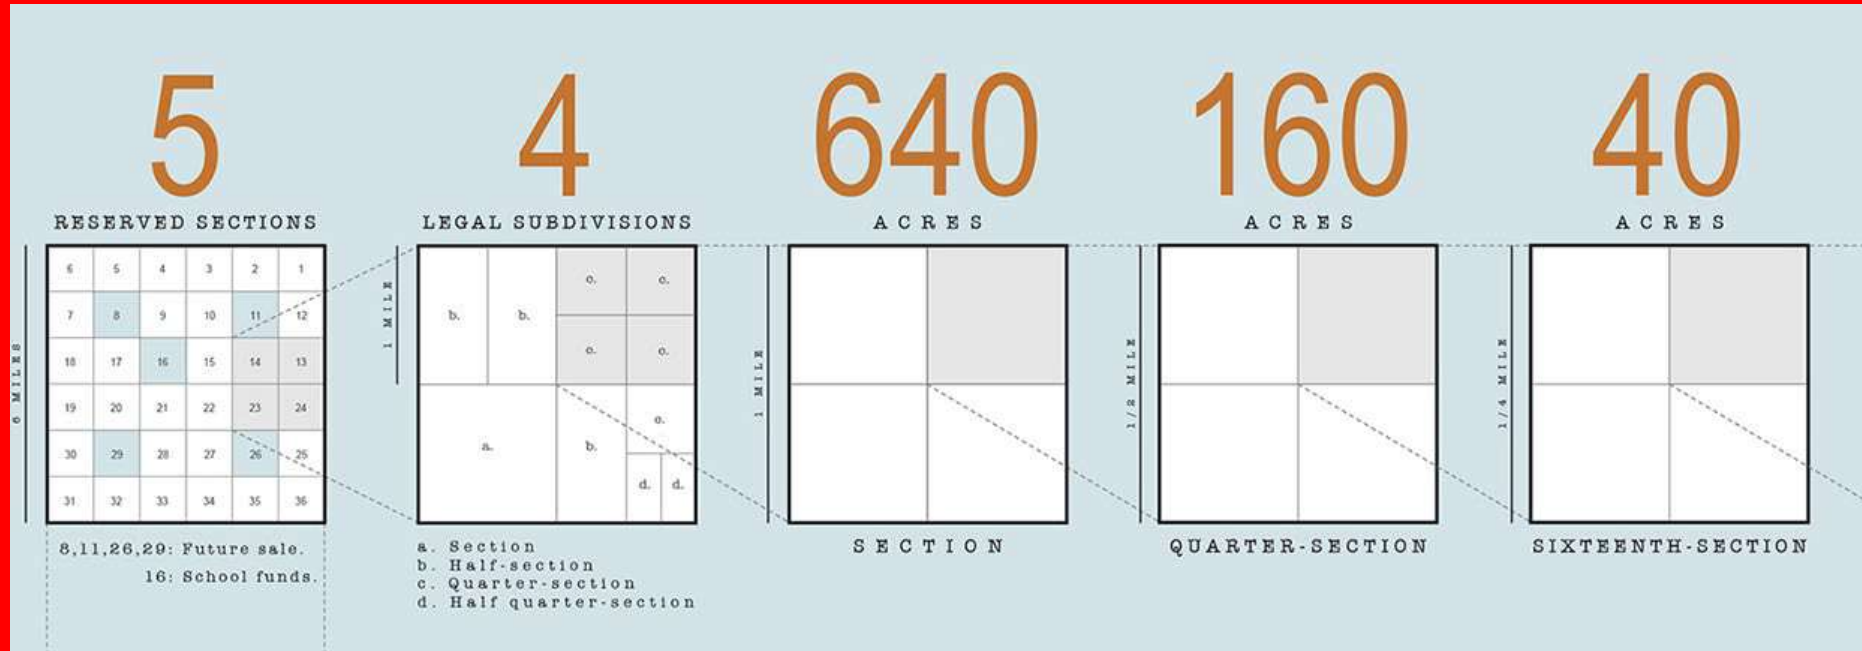 5
RESERVED SECTIONS
6 MILES
6 5 4 3 2 1
7 8 9 10 11 12
18 17 16 15 14 13
19 20 21 22 23 24
30 29 28 27 26 25
31 32 33 34 35 36
8,11,26,29: Future sale.
16: School funds.
4
LEGAL SUBDIVISIONS
1 MILE
b. b. c. c.
c. c.
a. b. c.
d. d.
a. Section
b. Half-section
c. Quarter-section
d. Half quarter-section
640
ACRES
1 MILE
SECTION
160
ACRES
1/2 MILE
QUARTER-SECTION
40
ACRES
1/4 MILE
SIXTEENTH-SECTION